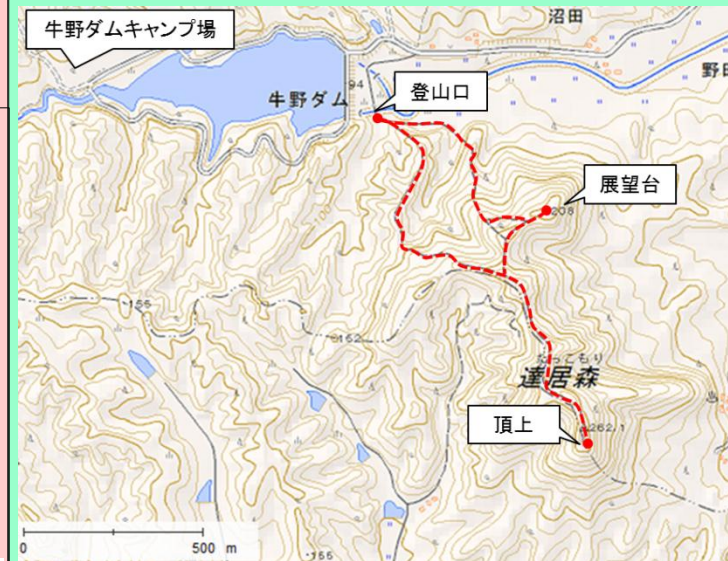 牛野ダムキャンプ場
沼田
94
牛野ダム
登山口
野田
展望台
208
156
162
たっこもり
達居森
頂上
262.1
0 500 m
166